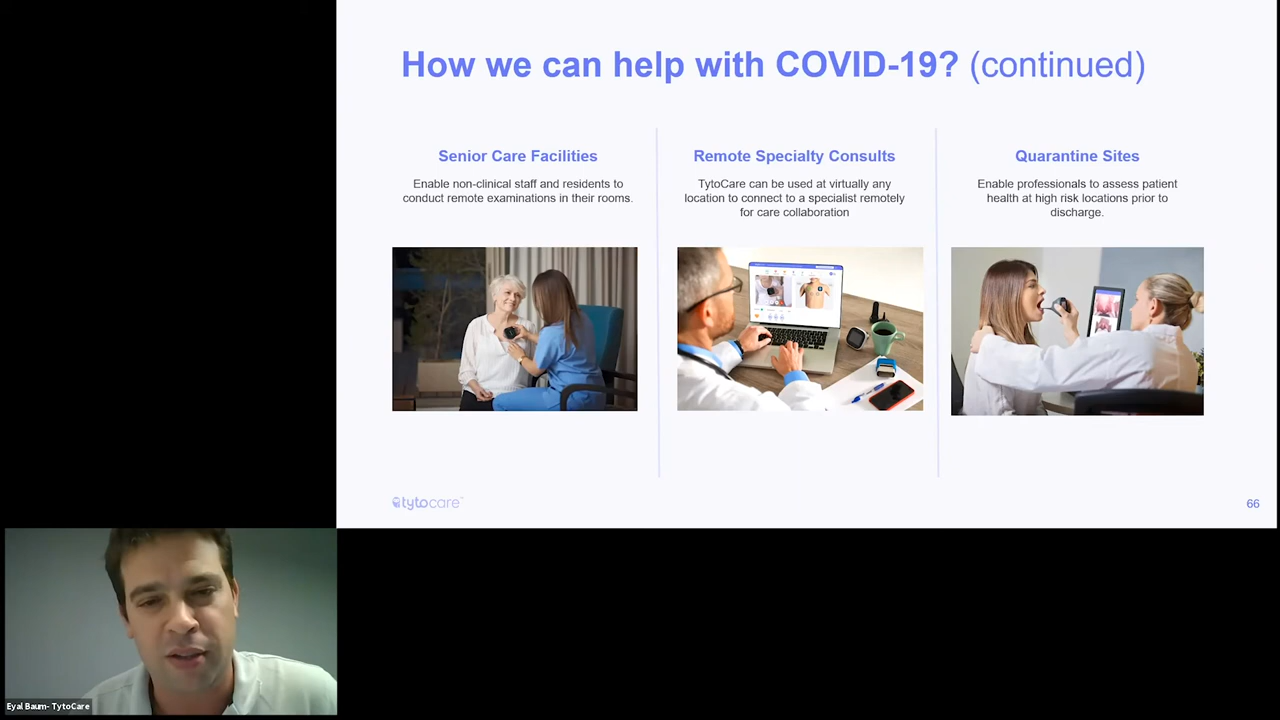 How we can help with COVID-19? (continued)
Senior Care Facilities
Enable non-clinical staff and residents to
conduct remote examinations in their rooms.
Remote Specialty Consults
TytoCare can be used at virtually any
location to connect to a specialist remotely
for care collaboration
Quarantine Sites
Enable professionals to assess patient
health at high risk locations prior to
discharge.
tytocare
66
Eyal Baum- TytoCare